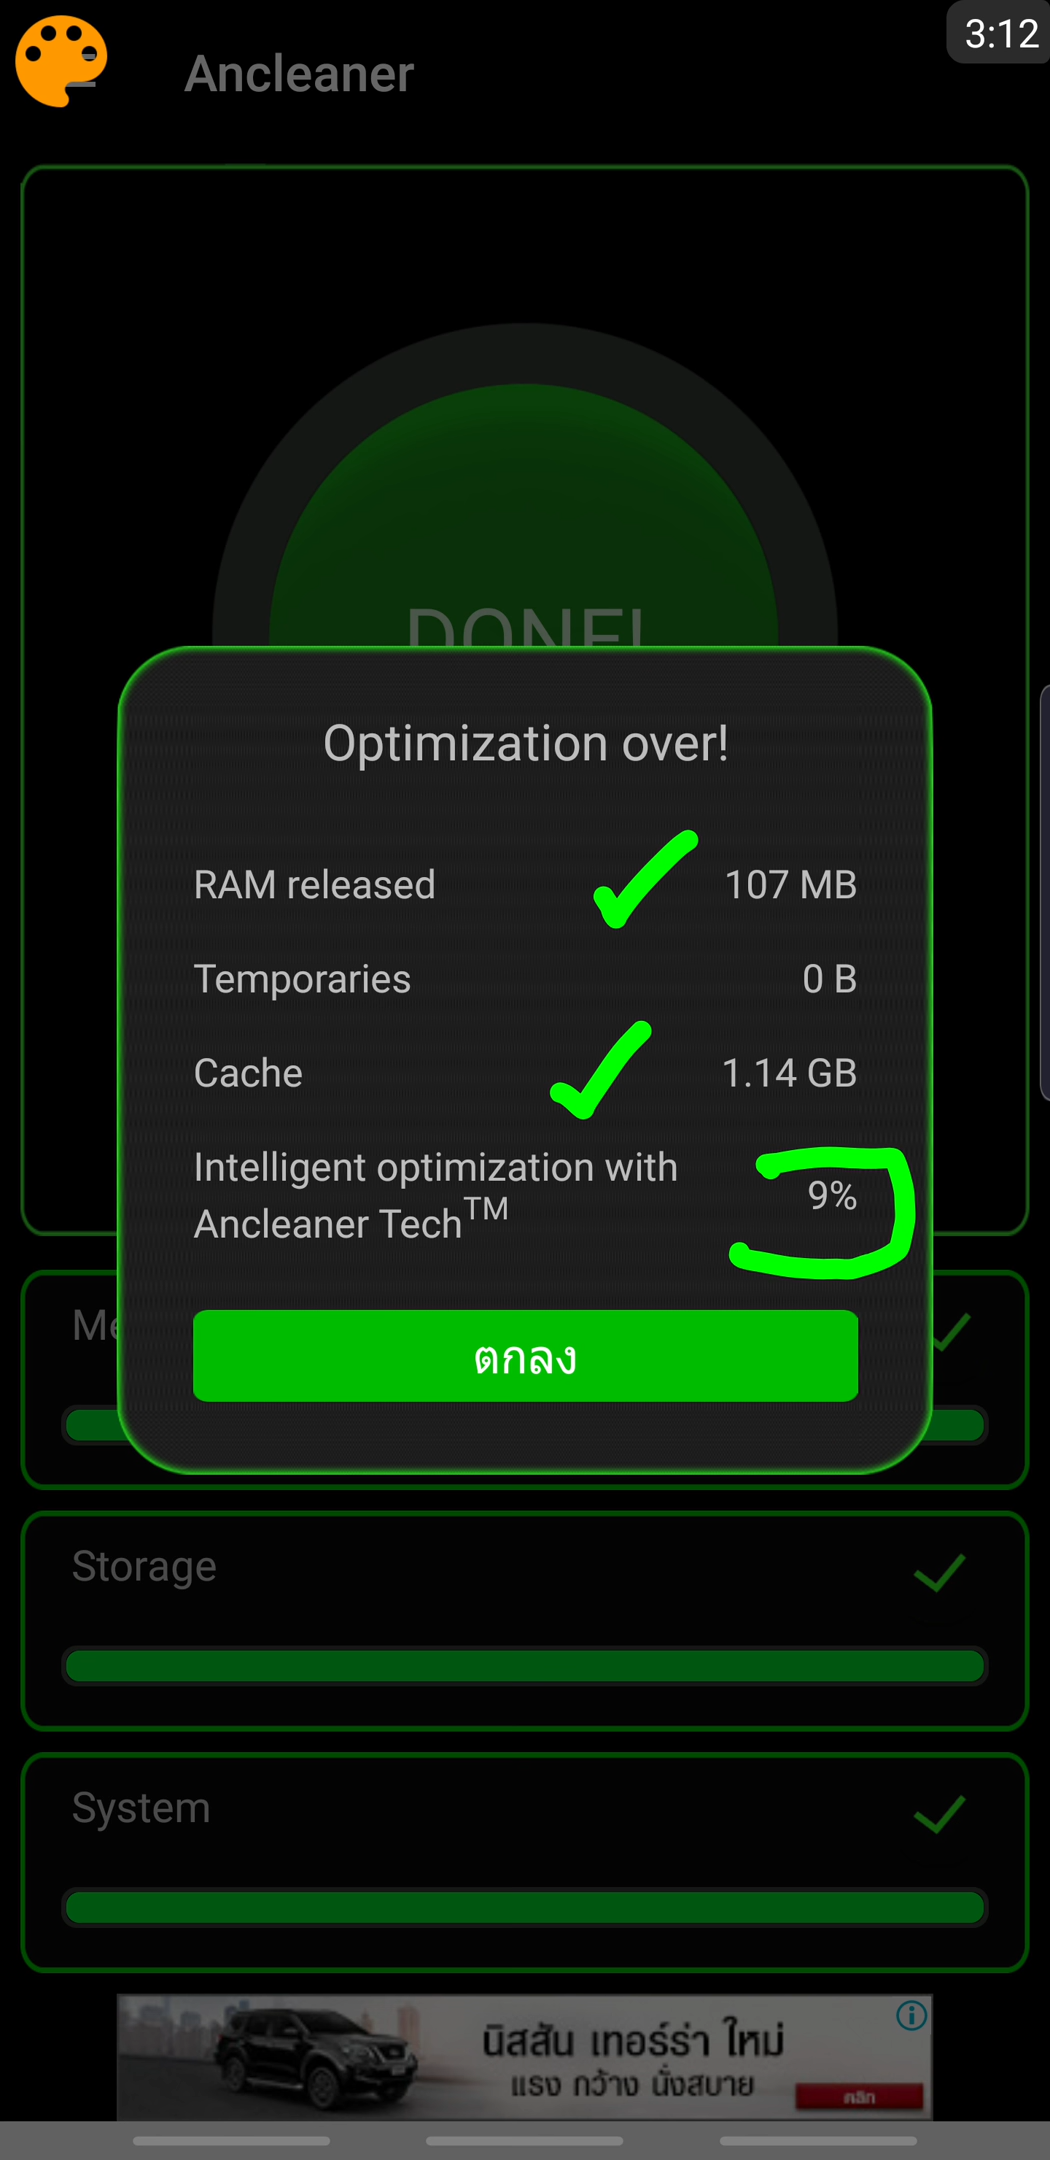 3:12
Ancleaner
DONE!
Optimization over!
RAM released 107 MB
Temporaries 0 B
Cache 1.14 GB
Intelligent optimization with
Ancleaner Tech™ 9%
ตกลง
Storage
System
นิสสัน เทอร์ร่า ใหม่
แรง กว้าง นั่งสบาย
คลิก